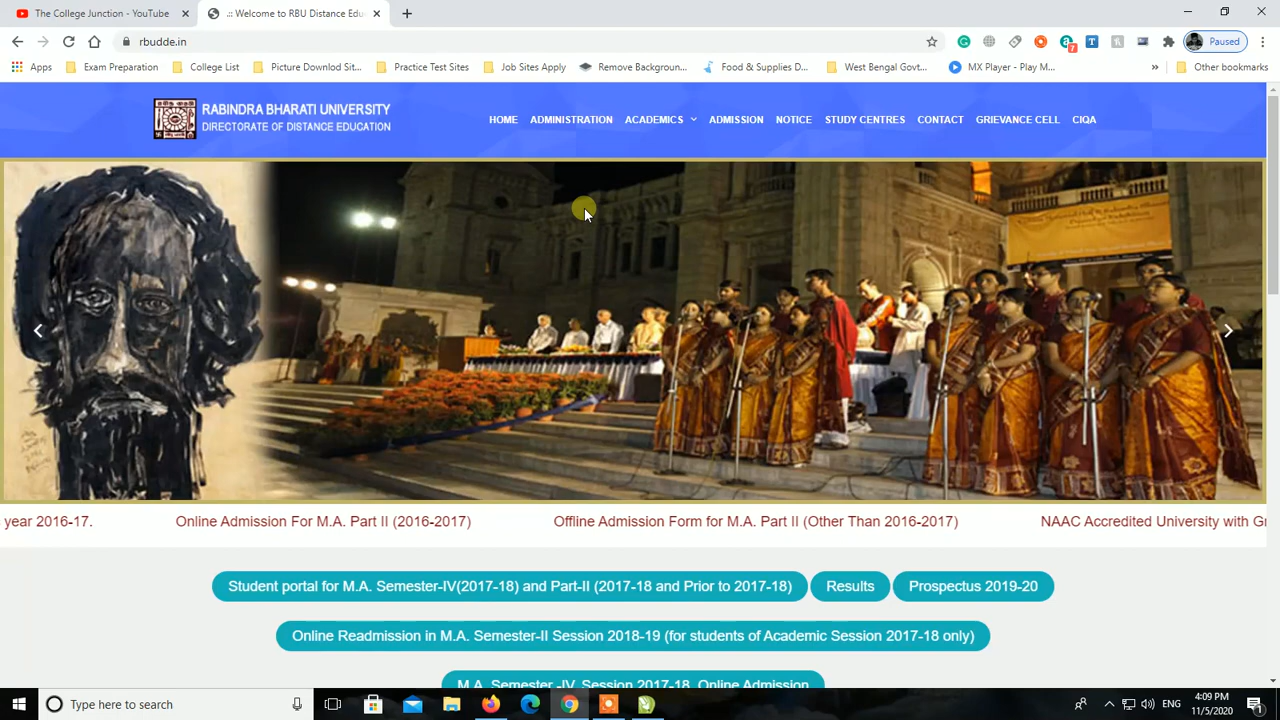 The College Junction - YouTube
.:: Welcome to RBU Distance Edu
rbudde.in
7
Paused
Apps
Exam Preparation
College List
Picture Downlod Sit...
Practice Test Sites
Job Sites Apply
Remove Backgroun...
Food & Supplies D...
West Bengal Govt...
MX Player - Play M...
»
Other bookmarks
RABINDRA BHARATI UNIVERSITY
DIRECTORATE OF DISTANCE EDUCATION
HOME
ADMINISTRATION
ACADEMICS
ADMISSION
NOTICE
STUDY CENTRES
CONTACT
GRIEVANCE CELL
CIQA
year 2016-17.
Online Admission For M.A. Part II (2016-2017)
Offline Admission Form for M.A. Part II (Other Than 2016-2017)
NAAC Accredited University with Gr
Student portal for M.A. Semester-IV(2017-18) and Part-II (2017-18 and Prior to 2017-18)
Results
Prospectus 2019-20
Online Readmission in M.A. Semester-II Session 2018-19 (for students of Academic Session 2017-18 only)
M.A. Semester -IV, Session 2017-18, Online Admission
Type here to search
ENG
4:09 PM
11/5/2020
1